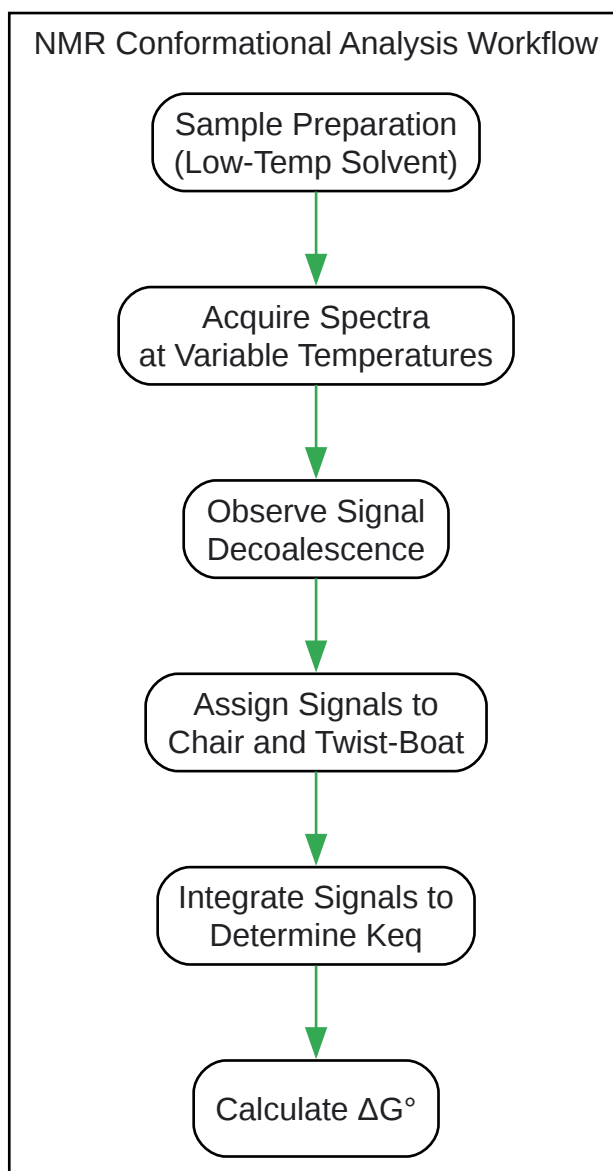 NMR Conformational Analysis Workflow
Sample Preparation
(Low-Temp Solvent)
Acquire Spectra
at Variable Temperatures
Observe Signal
Decoalescence
Assign Signals to
Chair and Twist-Boat
Integrate Signals to
Determine Keq
Calculate ΔG°